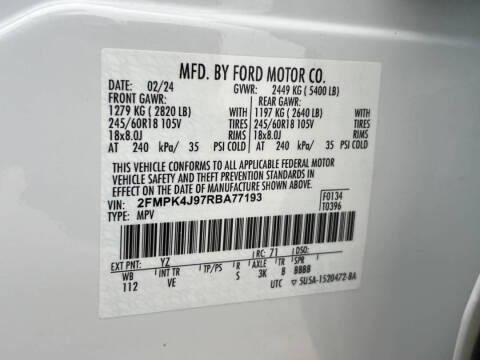 MFD. BY FORD MOTOR CO.
DATE: 02/24 GVWR: 2449 KG ( 5400 LB)
FRONT GAWR: REAR GAWR:
1279 KG ( 2820 LB) WITH 1197 KG ( 2640 LB) WITH
245/60R18 105V TIRES 245/60R18 105V TIRES
18x8.0J RIMS 18x8.0J RIMS
AT 240 kPa/ 35 PSI COLD AT 240 kPa/ 35 PSI COLD
THIS VEHICLE CONFORMS TO ALL APPLICABLE FEDERAL MOTOR
VEHICLE SAFETY AND THEFT PREVENTION STANDARDS IN
EFFECT ON THE DATE OF MANUFACTURE SHOWN ABOVE.
VIN: 2FMPK4J97RBA77193 F0134
TYPE: MPV T0396
EXT PNT: YZ RC: 71 DSO:
WB INT TR TP/PS R AXLE TR SPR
112 VE S 3K B BBBB
UTC 5U5A-1520472-BA